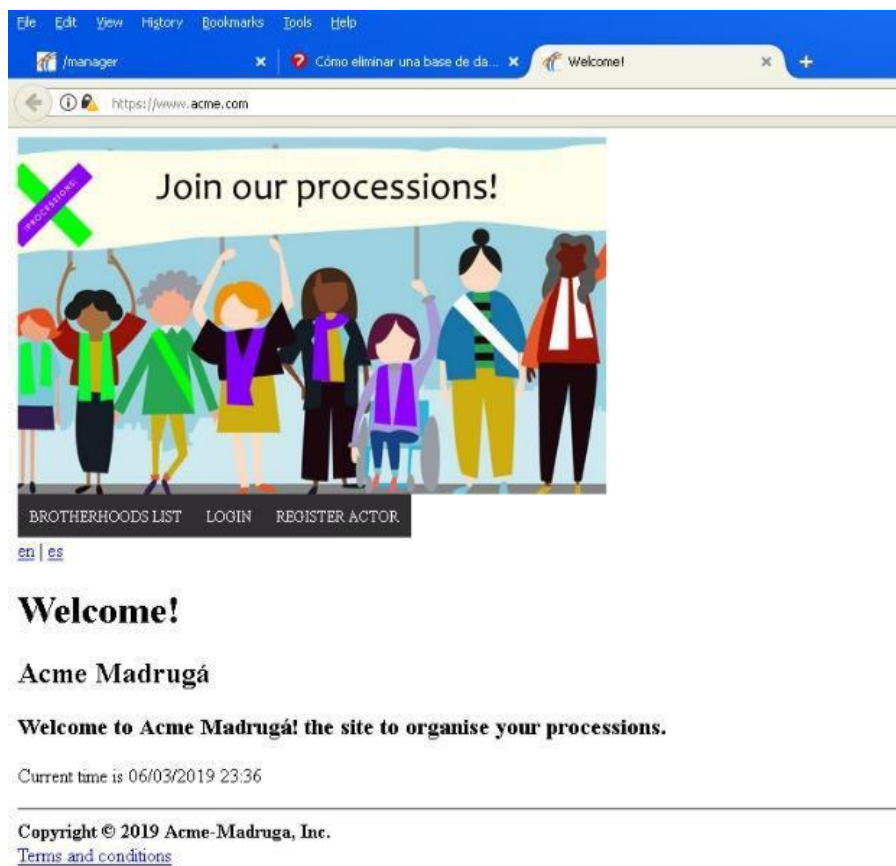 File Edit View History Bookmarks Tools Help
/manager Cómo eliminar una base de da... Welcome!
https://www.acme.com
Join our processions!
¡PROCESSIONS!
BROTHERHOODS LIST LOGIN REGISTER ACTOR
en | es
Welcome!
Acme Madrugá
Welcome to Acme Madrugá! the site to organise your processions.
Current time is 06/03/2019 23:36
Copyright © 2019 Acme-Madruga, Inc.
Terms and conditions